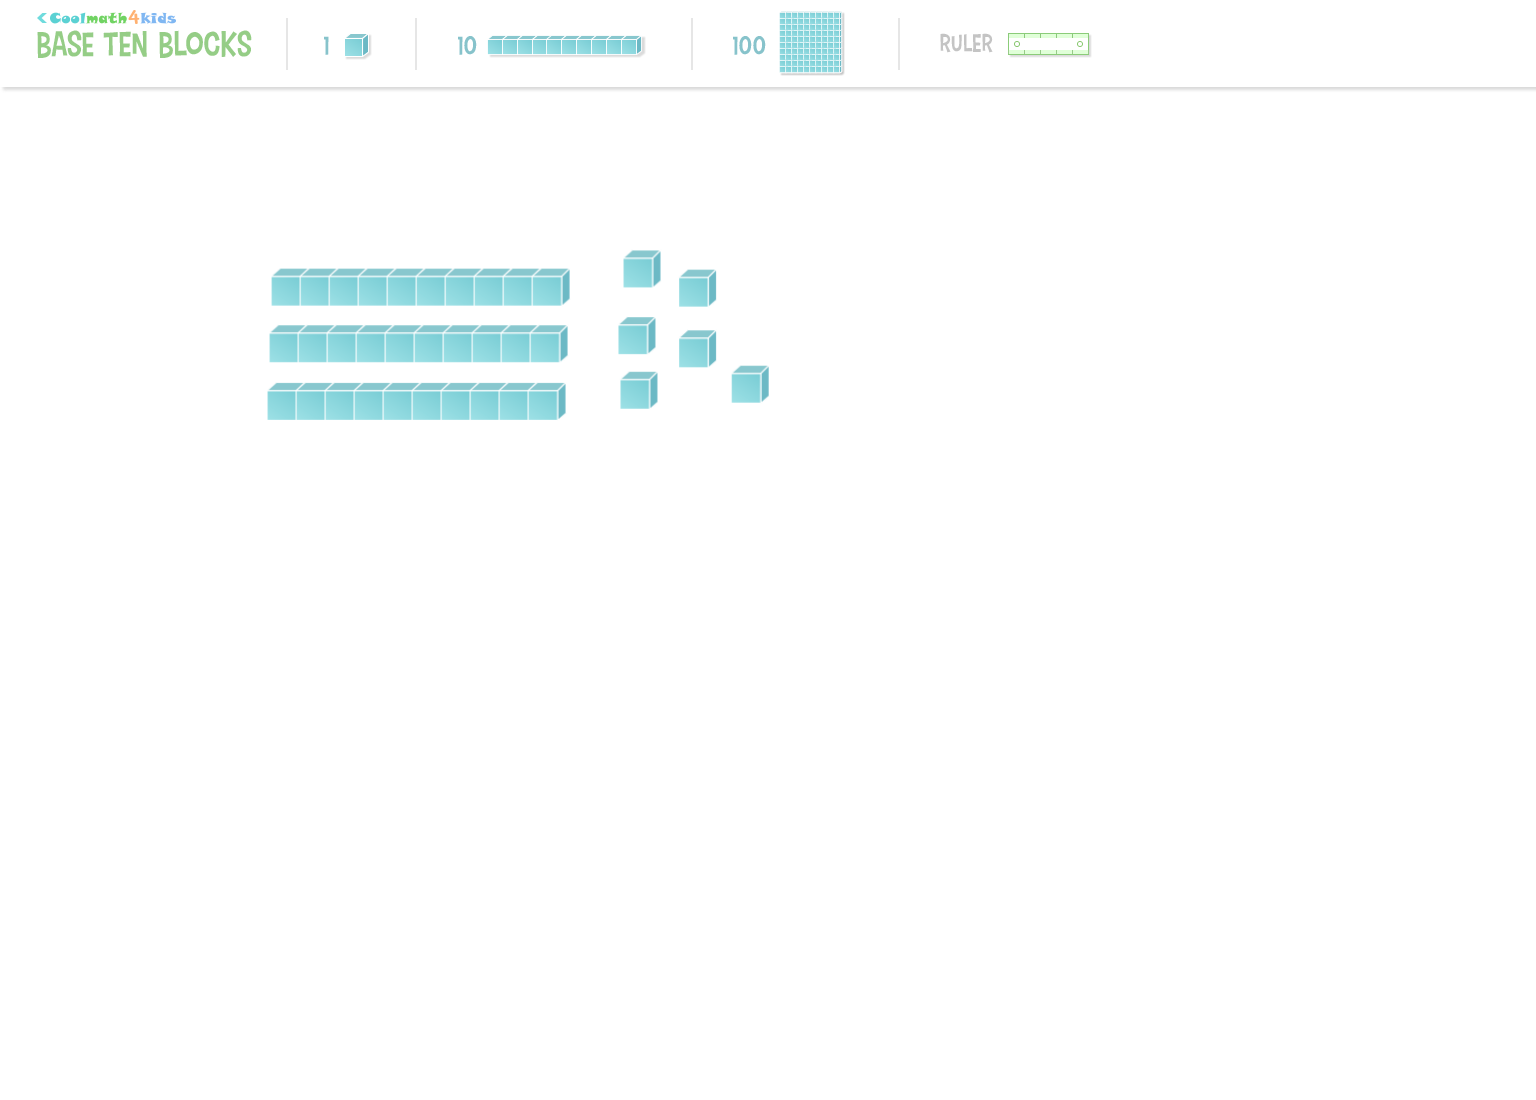 Coolmath4kids
BASE TEN BLOCKS
1
10
100
RULER